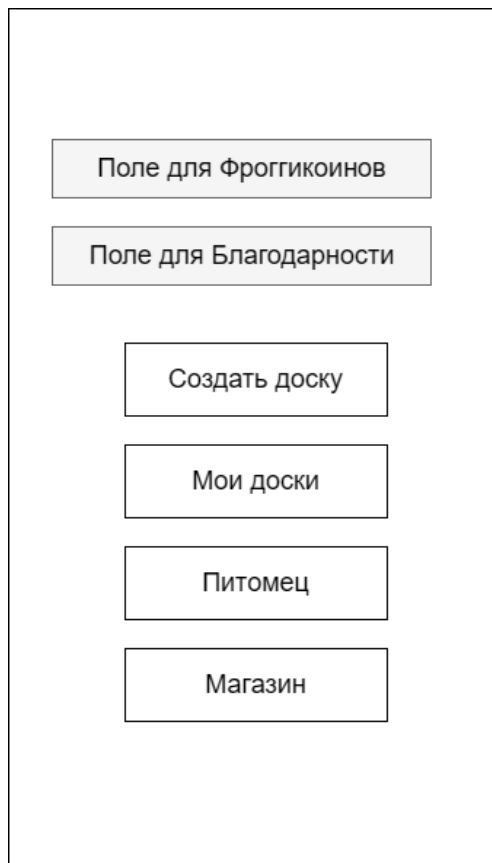 Поле для Фроггикоинов
Поле для Благодарности
Создать доску
Мои доски
Питомец
Магазин